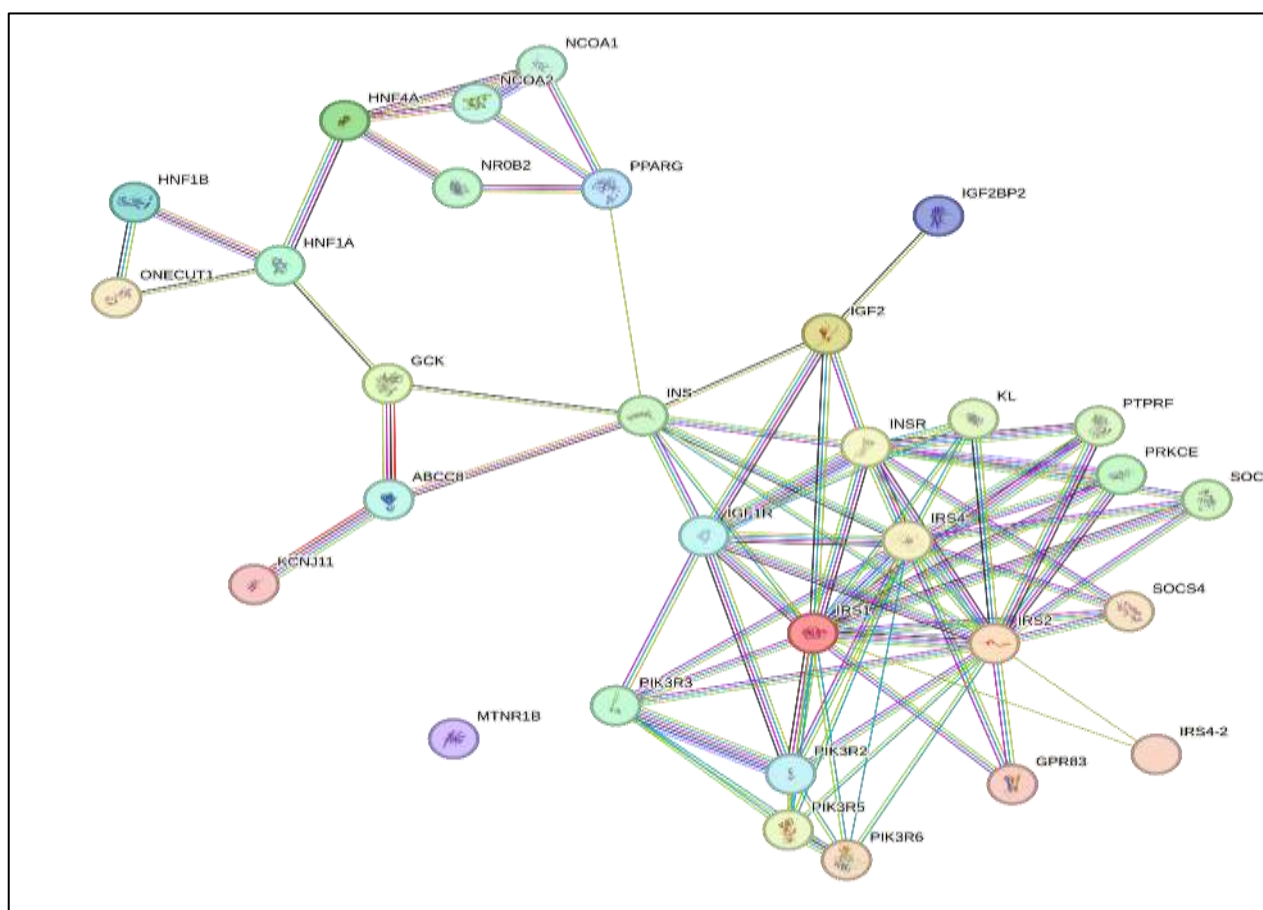 NCOA1
NCOA2
HNF4A
NR0B2
PPARG
HNF1B
IGF2BP2
HNF1A
ONECUT1
IGF2
GCK
INS
KL
PTPRF
INSR
PRKCE
ABCC8
SOC
IGF1R
IRS4
KCNJ11
SOCS4
IRS1
IRS2
PIK3R3
MTNR1B
IRS4-2
PIK3R2
GPR83
PIK3R5
PIK3R6